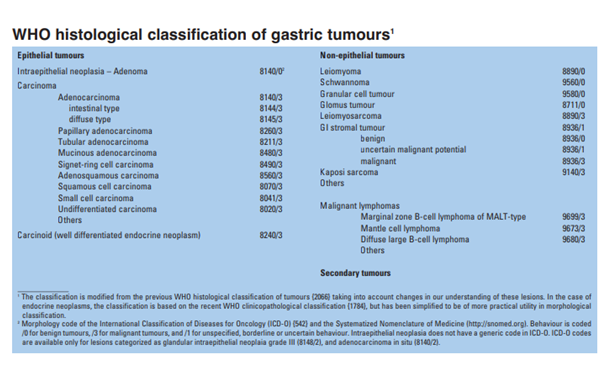 WHO histological classification of gastric tumours¹
Epithelial tumours
Intraepithelial neoplasia – Adenoma 8140/0²
Carcinoma
Adenocarcinoma 8140/3
intestinal type 8144/3
diffuse type 8145/3
Papillary adenocarcinoma 8260/3
Tubular adenocarcinoma 8211/3
Mucinous adenocarcinoma 8480/3
Signet-ring cell carcinoma 8490/3
Adenosquamous carcinoma 8560/3
Squamous cell carcinoma 8070/3
Small cell carcinoma 8041/3
Undifferentiated carcinoma 8020/3
Others
Carcinoid (well differentiated endocrine neoplasm) 8240/3
Non-epithelial tumours
Leiomyoma 8890/0
Schwannoma 9560/0
Granular cell tumour 9580/0
Glomus tumour 8711/0
Leiomyosarcoma 8890/3
GI stromal tumour 8936/1
benign 8936/0
uncertain malignant potential 8936/1
malignant 8936/3
Kaposi sarcoma 9140/3
Others
Malignant lymphomas
Marginal zone B-cell lymphoma of MALT-type 9699/3
Mantle cell lymphoma 9673/3
Diffuse large B-cell lymphoma 9680/3
Others
Secondary tumours
¹ The classification is modified from the previous WHO histological classification of tumours {2066} taking into account changes in our understanding of these lesions. In the case of
endocrine neoplasms, the classification is based on the recent WHO clinicopathological classification {1784}, but has been simplified to be of more practical utility in morphological
classification.
² Morphology code of the International Classification of Diseases for Oncology (ICD-O) {542} and the Systematized Nomenclature of Medicine (http://snomed.org). Behaviour is coded
/0 for benign tumours, /3 for malignant tumours, and /1 for unspecified, borderline or uncertain behaviour. Intraepithelial neoplasia does not have a generic code in ICD-O. ICD-O codes
are available only for lesions categorized as glandular intraepithelial neoplaia grade III (8148/2), and adenocarcinoma in situ (8140/2).